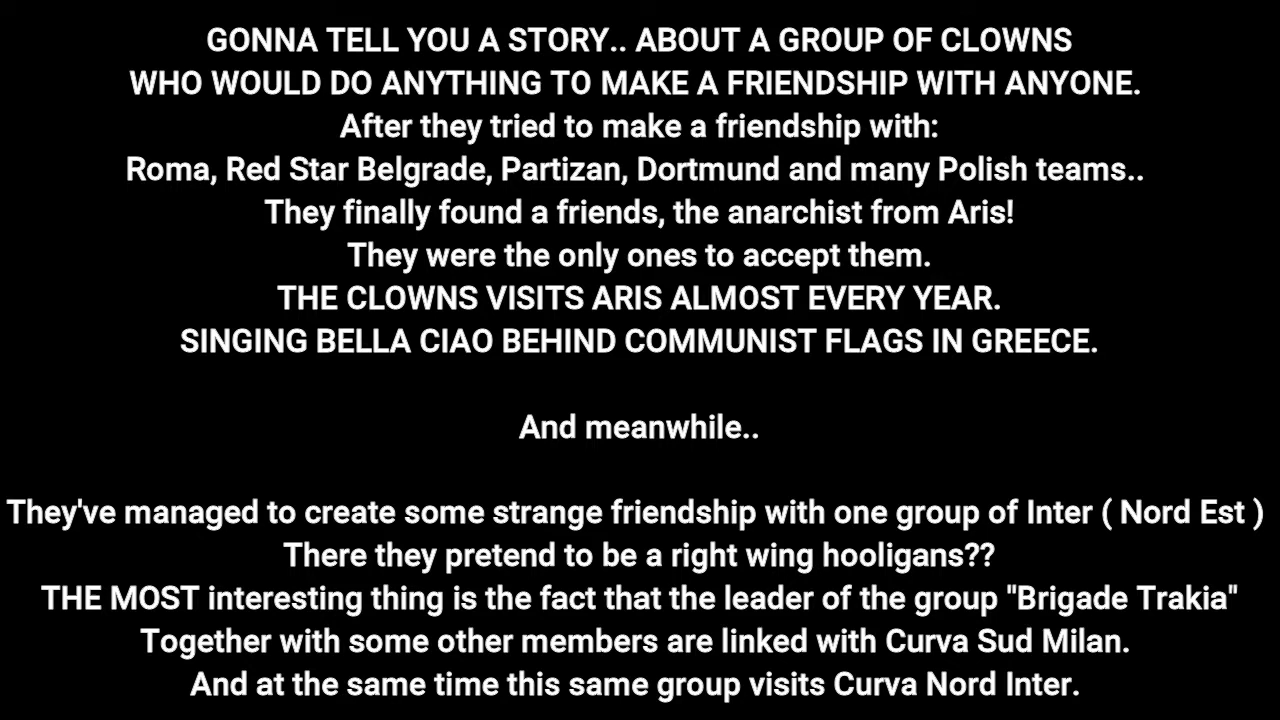 GONNA TELL YOU A STORY.. ABOUT A GROUP OF CLOWNS
WHO WOULD DO ANYTHING TO MAKE A FRIENDSHIP WITH ANYONE.
After they tried to make a friendship with:
Roma, Red Star Belgrade, Partizan, Dortmund and many Polish teams..
They finally found a friends, the anarchist from Aris!
They were the only ones to accept them.
THE CLOWNS VISITS ARIS ALMOST EVERY YEAR.
SINGING BELLA CIAO BEHIND COMMUNIST FLAGS IN GREECE.
And meanwhile..
They've managed to create some strange friendship with one group of Inter ( Nord Est )
There they pretend to be a right wing hooligans??
THE MOST interesting thing is the fact that the leader of the group "Brigade Trakia"
Together with some other members are linked with Curva Sud Milan.
And at the same time this same group visits Curva Nord Inter.